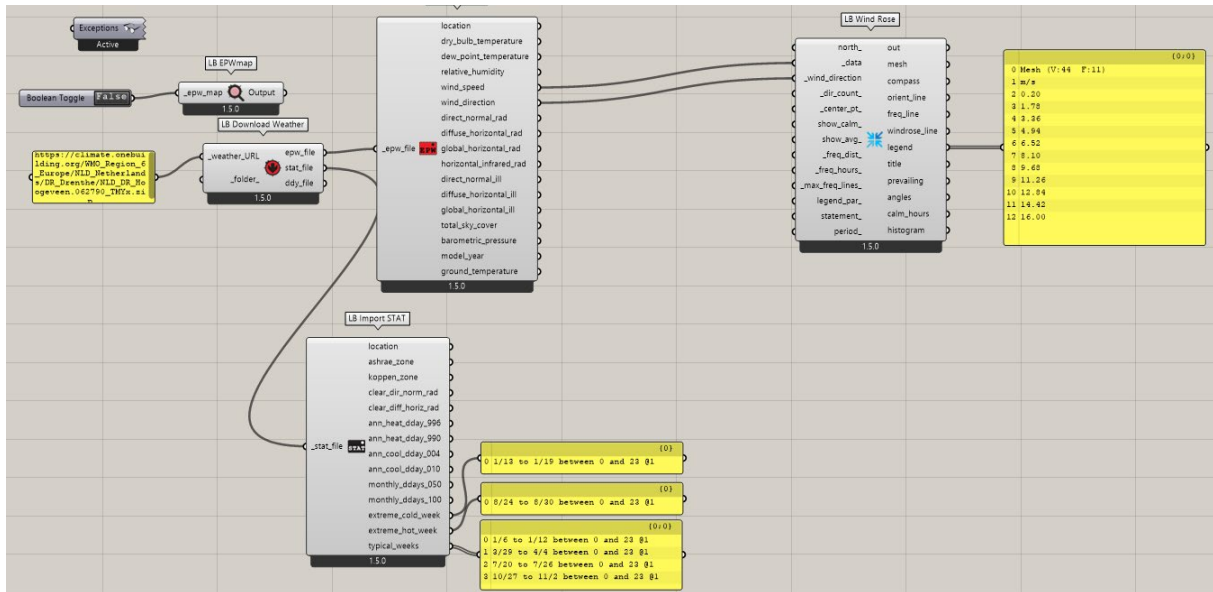 Exceptions
Active
LB EPWmap
Boolean Toggle False
_epw_map Output
1.5.0
LB Download Weather
https://climate.onebui
lding.org/WMO_Region_6
_Europe/NLD_Netherland
s/DR_Drenthe/NLD_DR_Ho
ogeveen.062790_TMYx.zi
_weather_URL
_folder_
epw_file
stat_file
ddy_file
1.5.0
_epw_file EPW
location
dry_bulb_temperature
dew_point_temperature
relative_humidity
wind_speed
wind_direction
direct_normal_rad
diffuse_horizontal_rad
global_horizontal_rad
horizontal_infrared_rad
direct_normal_ill
diffuse_horizontal_ill
global_horizontal_ill
total_sky_cover
barometric_pressure
model_year
ground_temperature
1.5.0
LB Wind Rose
north_
_data
_wind_direction
_dir_count_
_center_pt_
show_calm_
show_avg_
_freq_dist_
_freq_hours_
_max_freq_lines_
legend_par_
statement_
period_
out
mesh
compass
orient_line
freq_line
windrose_line
legend
title
prevailing
angles
calm_hours
histogram
1.5.0
{0;0}
0 Mesh (V:44 F:11)
1 m/s
2 0.20
3 1.78
4 3.36
5 4.94
6 6.52
7 8.10
8 9.68
9 11.26
10 12.84
11 14.42
12 16.00
LB Import STAT
_stat_file STAT
location
ashrae_zone
koppen_zone
clear_dir_norm_rad
clear_diff_horiz_rad
ann_heat_dday_996
ann_heat_dday_990
ann_cool_dday_004
ann_cool_dday_010
monthly_ddays_050
monthly_ddays_100
extreme_cold_week
extreme_hot_week
typical_weeks
1.5.0
{0}
0 1/13 to 1/19 between 0 and 23 @1
{0}
0 8/24 to 8/30 between 0 and 23 @1
{0;0}
0 1/6 to 1/12 between 0 and 23 @1
1 3/29 to 4/4 between 0 and 23 @1
2 7/20 to 7/26 between 0 and 23 @1
3 10/27 to 11/2 between 0 and 23 @1